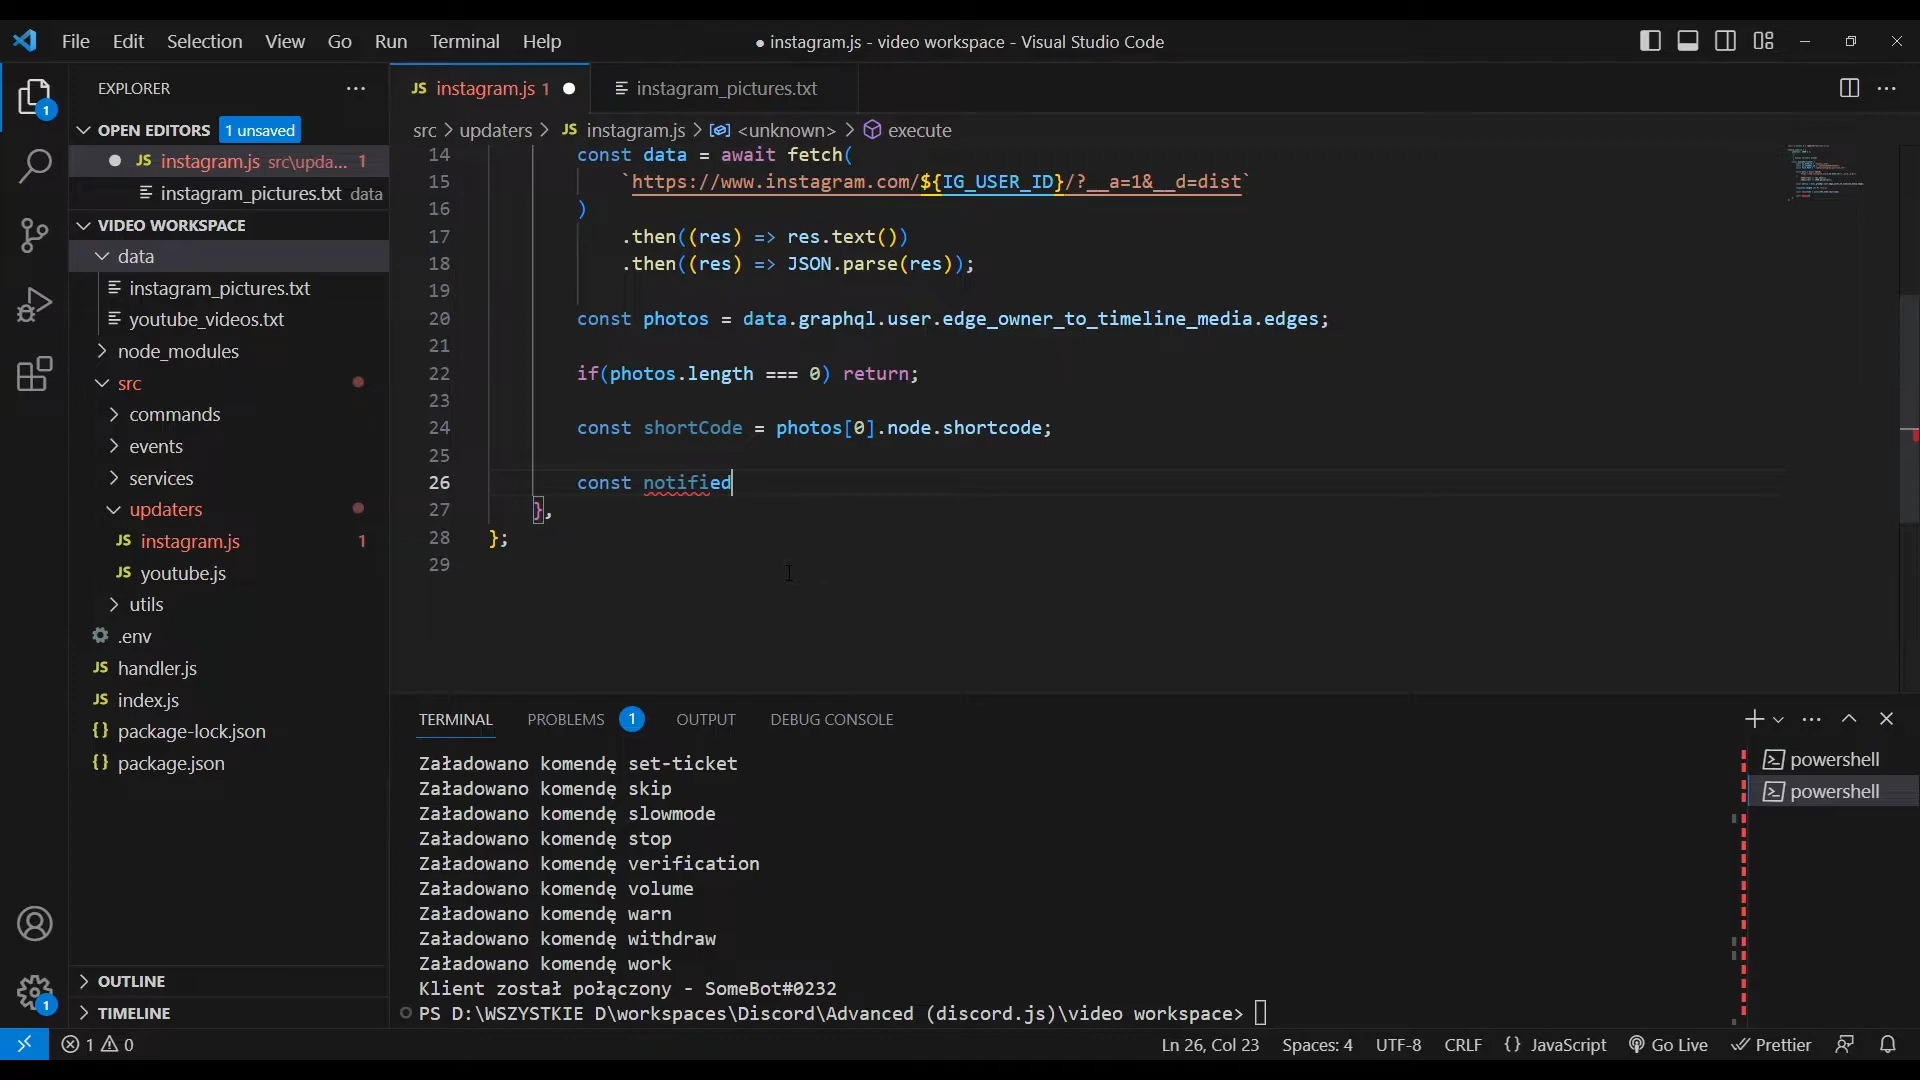 File Edit Selection View Go Run Terminal Help
● instagram.js - video workspace - Visual Studio Code
EXPLORER
OPEN EDITORS 1 unsaved
JS instagram.js src\upda... 1
instagram_pictures.txt data
VIDEO WORKSPACE
data
instagram_pictures.txt
youtube_videos.txt
node_modules
src
commands
events
services
updaters
JS instagram.js 1
JS youtube.js
utils
.env
JS handler.js
JS index.js
{} package-lock.json
{} package.json
OUTLINE
TIMELINE
1
1
JS instagram.js 1
instagram_pictures.txt
src > updaters > JS instagram.js > <unknown> > execute
14 const data = await fetch(
15 `https://www.instagram.com/${IG_USER_ID}/?__a=1&__d=dist`
16 )
17 .then((res) => res.text())
18 .then((res) => JSON.parse(res));
19
20 const photos = data.graphql.user.edge_owner_to_timeline_media.edges;
21
22 if(photos.length === 0) return;
23
24 const shortCode = photos[0].node.shortcode;
25
26 const notified
27 },
28 };
29
TERMINAL PROBLEMS 1 OUTPUT DEBUG CONSOLE
Załadowano komendę set-ticket
Załadowano komendę skip
Załadowano komendę slowmode
Załadowano komendę stop
Załadowano komendę verification
Załadowano komendę volume
Załadowano komendę warn
Załadowano komendę withdraw
Załadowano komendę work
Klient został połączony - SomeBot#0232
PS D:\WSZYSTKIE D\workspaces\Discord\Advanced (discord.js)\video workspace>
powershell
powershell
1 0
Ln 26, Col 23 Spaces: 4 UTF-8 CRLF {} JavaScript Go Live Prettier